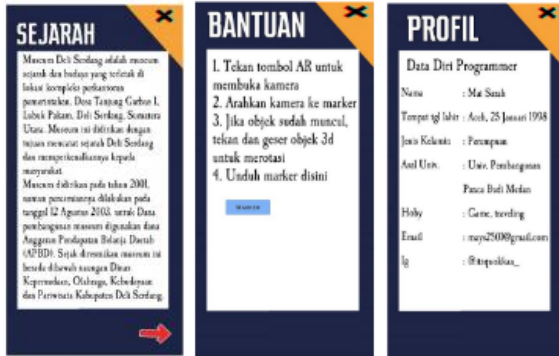 SEJARAH
Museum Deli Serdang adalah museum
sejarah dan budaya yang terletak di
lokasi kompleks perkantoran
pemerintahan, Desa Tanjung Garbus I,
Lubuk Pakam, Deli Serdang, Sumatera
Utara. Museum ini didirikan dengan
tujuan mencatat sejarah Deli Serdang
dan memperkenalkannya kepada
masyarakat.
Museum didirikan pada tahun 2001,
namun peresmiannya dilakukan pada
tanggal 12 Agustus 2003. untuk Dana
pembangunan museum digunakan dana
Anggaran Pendapatan Belanja Daerah
(APBD). Sejak diresmikan museum ini
berada dibawah naungan Dinas
Kepemudaan, Olahraga, Kebudayaan
dan Pariwisata Kabupaten Deli Serdang.
BANTUAN
1. Tekan tombol AR untuk
membuka kamera
2. Arahkan kamera ke marker
3. Jika objek sudah muncul,
tekan dan geser objek 3d
untuk merotasi
4. Unduh marker disini
MARKER
PROFIL
Data Diri Programmer
Nama : Mai Sarah
Tempat tgl lahir : Aceh, 25 Januari 1998
Jenis Kelamin : Perempuan
Asal Univ. : Univ. Pembangunan
Panca Budi Medan
Hoby : Game, traveling
Email
Ig